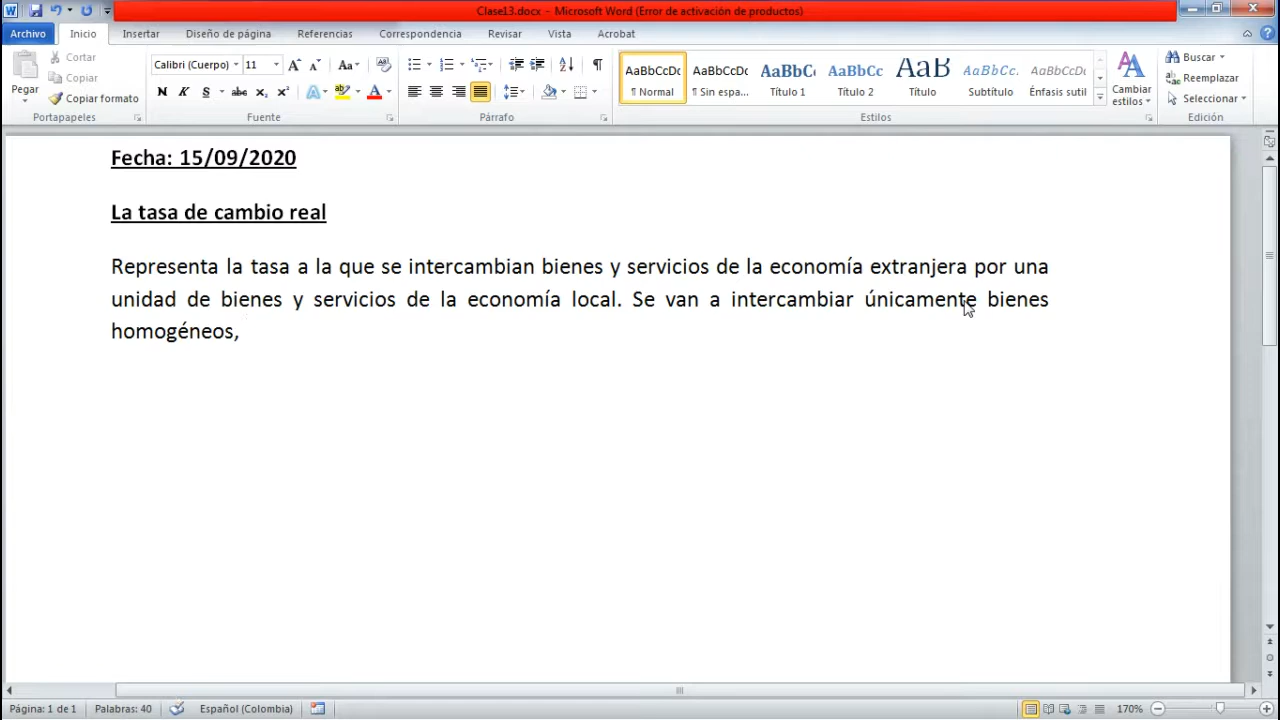 Clase13.docx - Microsoft Word (Error de activación de productos)
Archivo Inicio Insertar Diseño de página Referencias Correspondencia Revisar Vista Acrobat
Pegar
Cortar
Copiar
Copiar formato
Portapapeles
Calibri (Cuerpo) 11
N K S abc x₂ x²
Fuente
Párrafo
AaBbCcDc AaBbCcDc AaBbC AaBbCc AaB AaBbCc. AaBbCcDc
¶ Normal ¶ Sin espa... Título 1 Título 2 Título Subtítulo Énfasis sutil
Cambiar estilos
Estilos
Buscar
Reemplazar
Seleccionar
Edición
Fecha: 15/09/2020
La tasa de cambio real
Representa la tasa a la que se intercambian bienes y servicios de la economía extranjera por una
unidad de bienes y servicios de la economía local. Se van a intercambiar únicamente bienes
homogéneos,
Página: 1 de 1 Palabras: 40 Español (Colombia) 170%